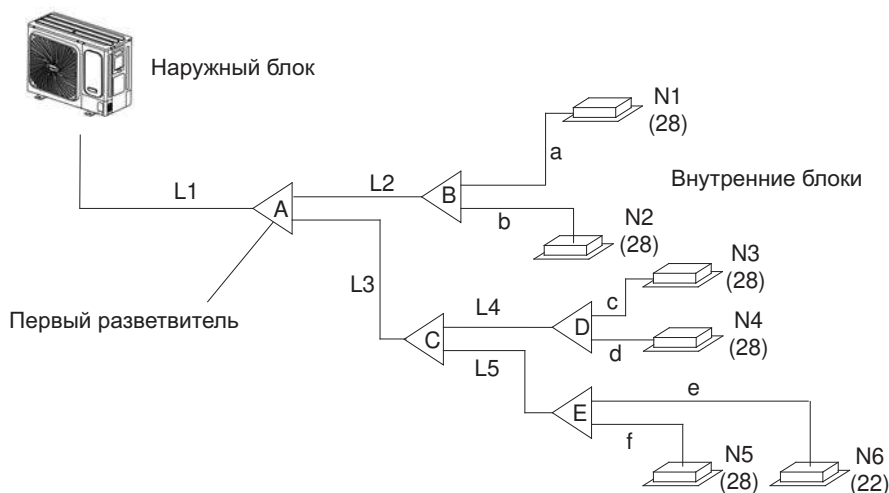 Наружный блок
N1
(28)
a
Внутренние блоки
L1
A
L2
B
b
N2
(28)
N3
(28)
L3
c
Первый разветвитель
L4
D
N4
(28)
C
d
L5
e
E
f
N5
(28)
N6
(22)